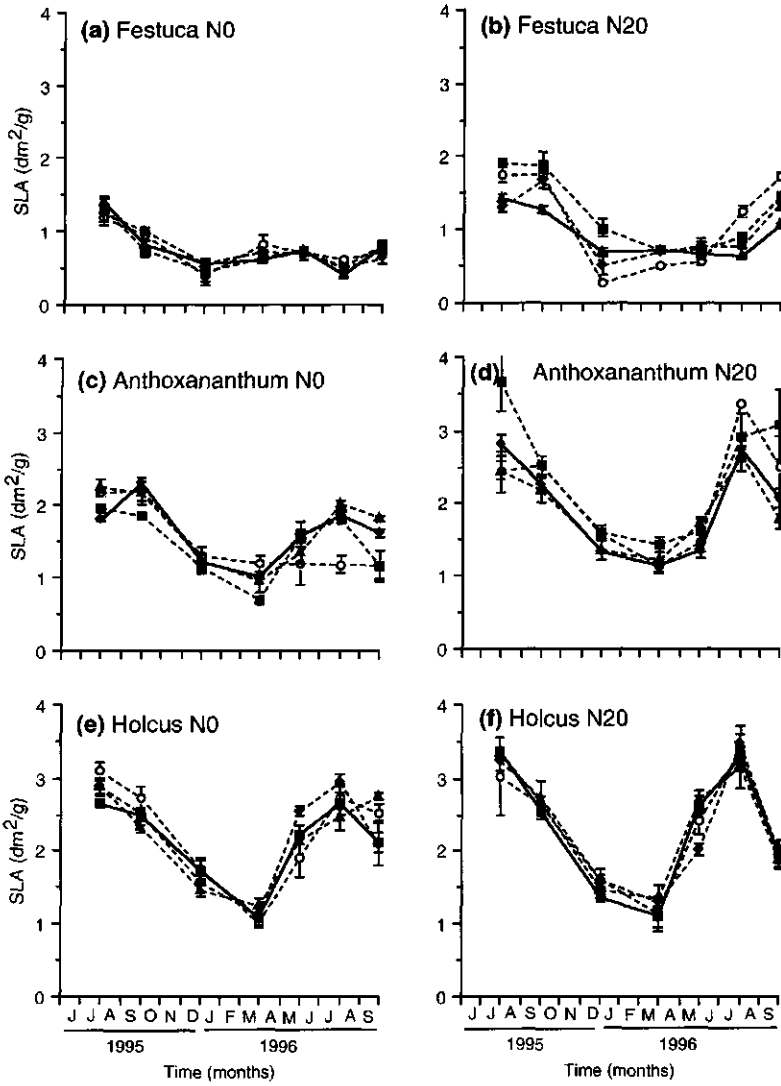 (a) Festuca N0
(b) Festuca N20
4
3
2
1
0
SLA (dm²/g)
4
3
2
1
0
(c) Anthoxananthum N0
(d) Anthoxananthum N20
4
3
2
1
0
SLA (dm²/g)
4
3
2
1
0
(e) Holcus N0
(f) Holcus N20
4
3
2
1
0
SLA (dm²/g)
4
3
2
1
0
J J A S O N D J F M A M J J A S
1995 1996
Time (months)
J J A S O N D J F M A M J J A S
1995 1996
Time (months)